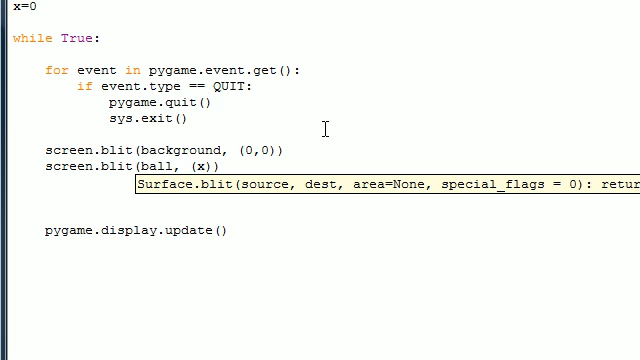 x=0
while True:
for event in pygame.event.get():
if event.type == QUIT:
pygame.quit()
sys.exit()
screen.blit(background, (0,0))
screen.blit(ball, (x))
Surface.blit(source, dest, area=None, special_flags = 0): retur
pygame.display.update()